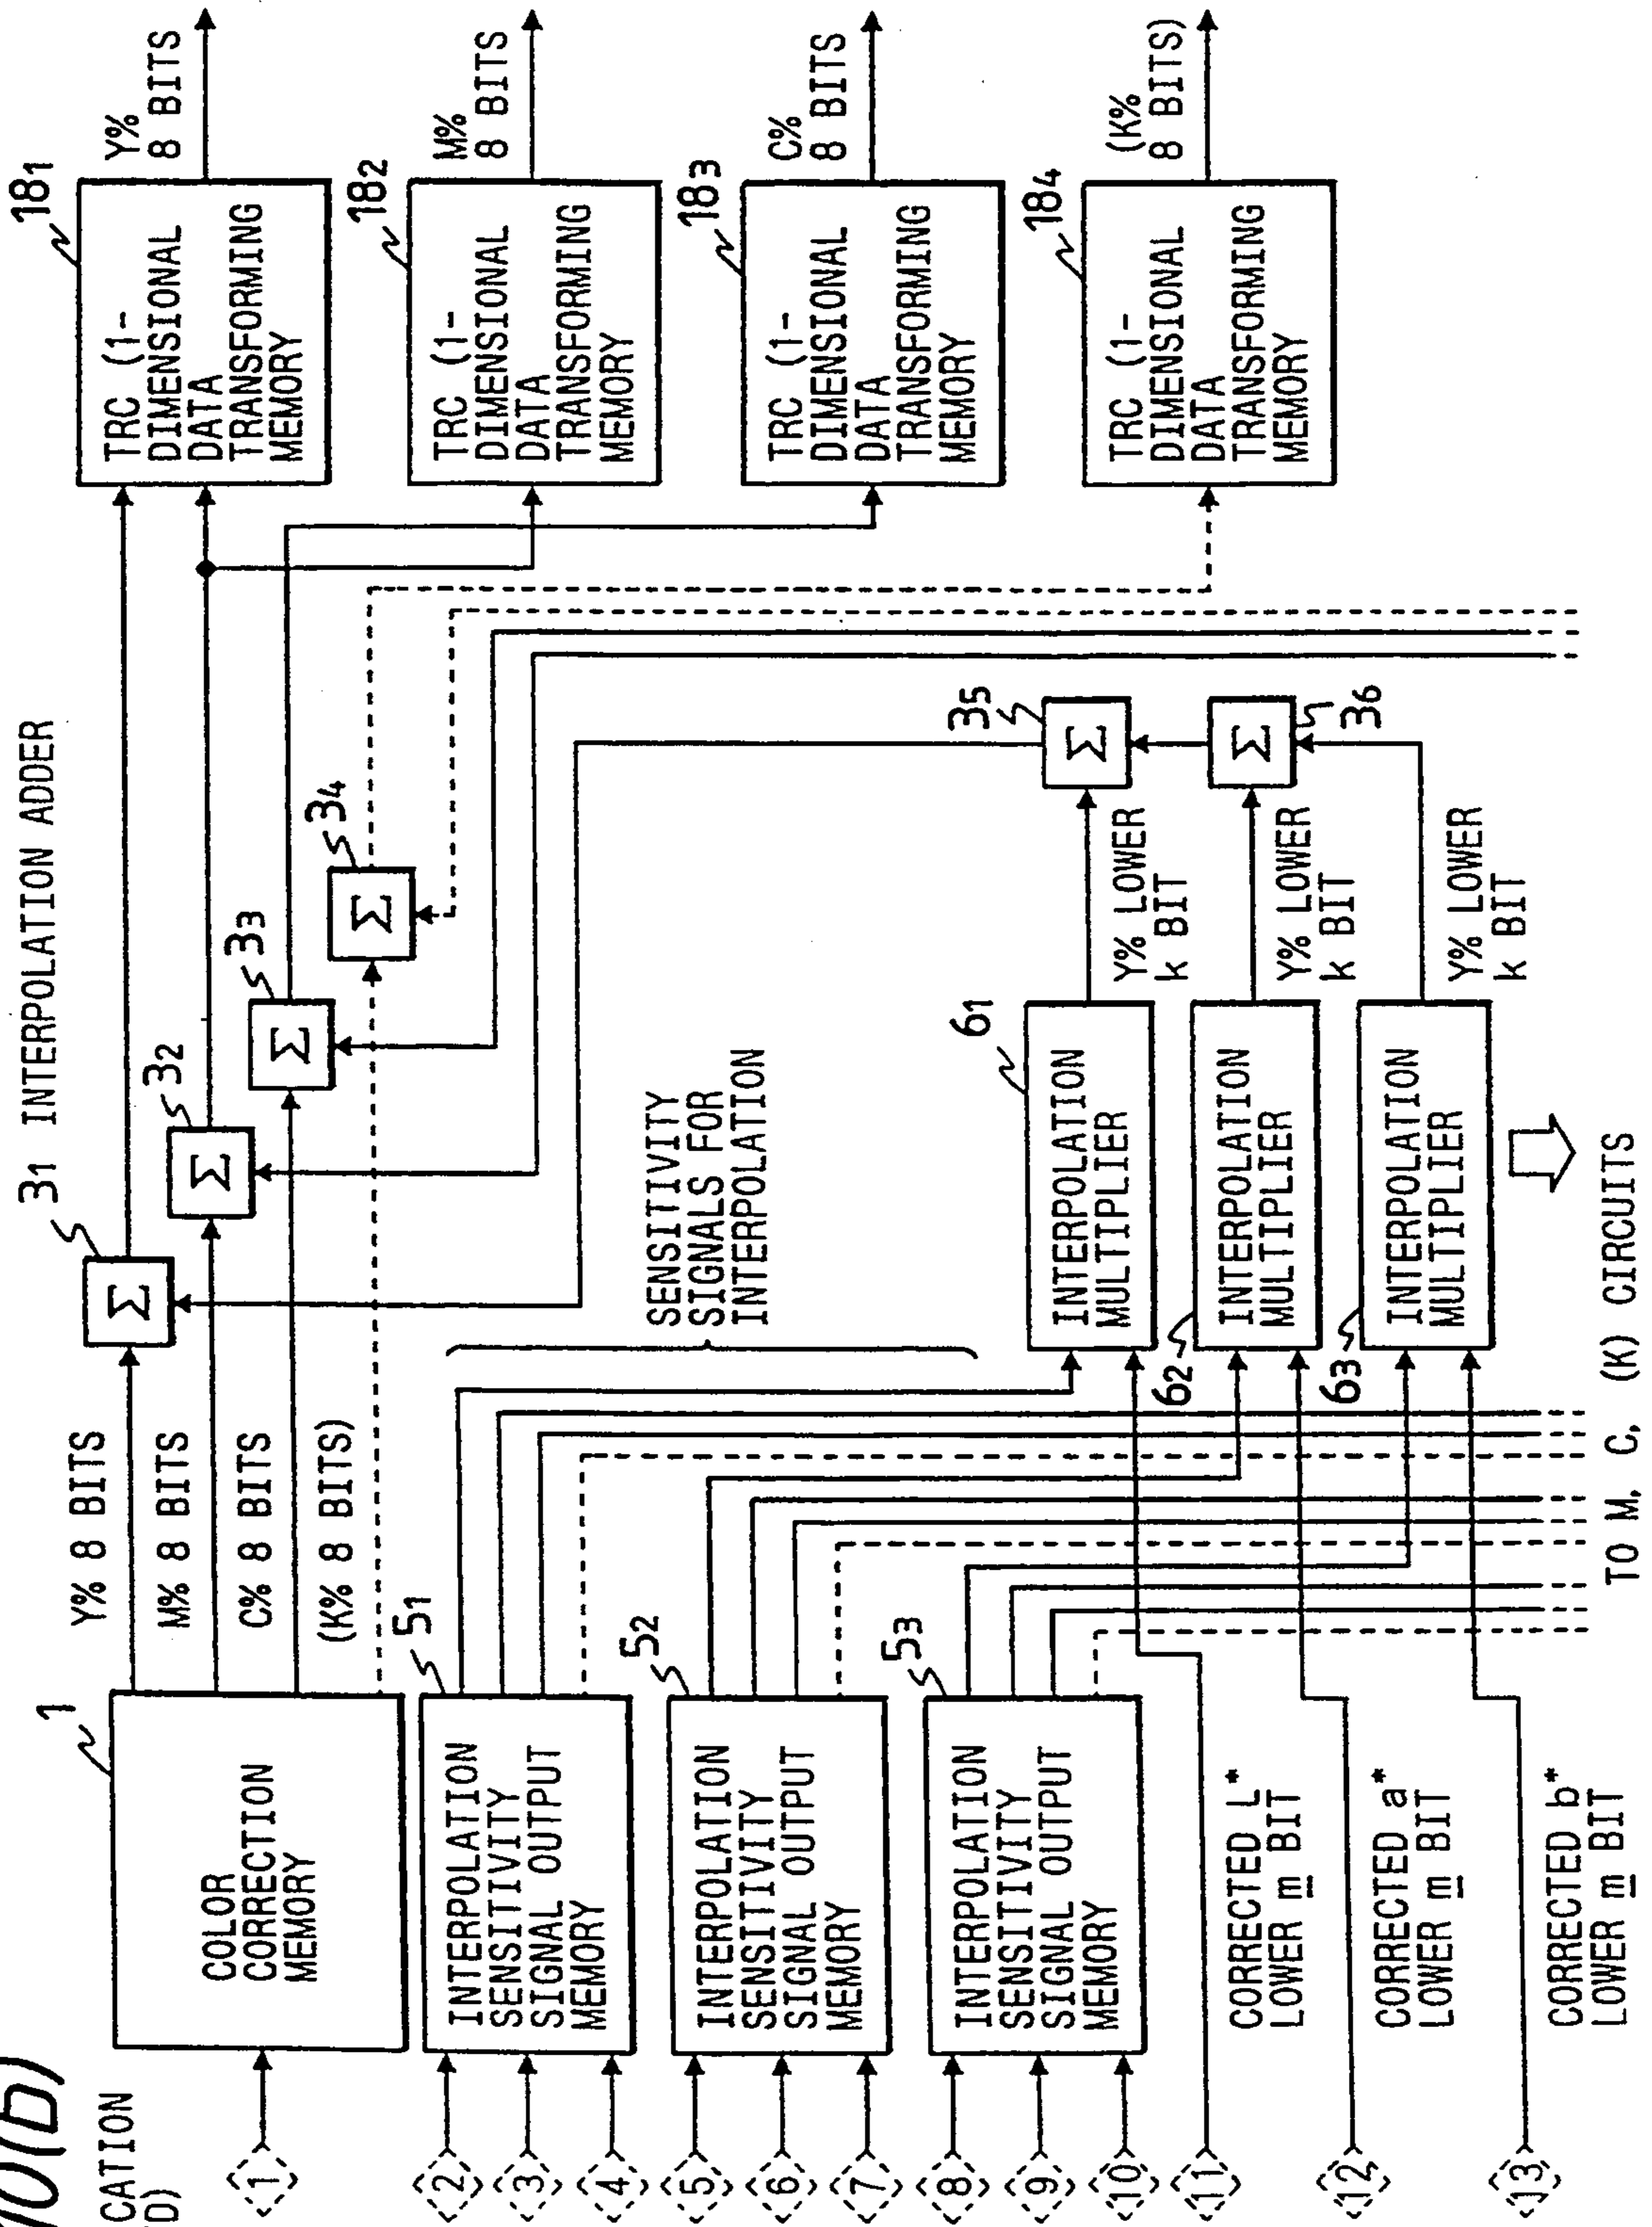 10(b)
CATION
D)
1
COLOR
CORRECTION
MEMORY
Y% 8 BITS
M% 8 BITS
C% 8 BITS
(K% 8 BITS)
31 INTERPOLATION ADDER
Σ
32
Σ
33
Σ
34
Σ
181
TRC (1-
DIMENSIONAL
DATA
TRANSFORMING
MEMORY
Y%
8 BITS
182
TRC (1-
DIMENSIONAL
DATA
TRANSFORMING
MEMORY
M%
8 BITS
183
TRC (1-
DIMENSIONAL
DATA
TRANSFORMING
MEMORY
C%
8 BITS
184
TRC (1-
DIMENSIONAL
DATA
TRANSFORMING
MEMORY
(K%
8 BITS)
1
2
3
4
51
INTERPOLATION
SENSITIVITY
SIGNAL OUTPUT
MEMORY
5
6
7
52
INTERPOLATION
SENSITIVITY
SIGNAL OUTPUT
MEMORY
8
9
10
53
INTERPOLATION
SENSITIVITY
SIGNAL OUTPUT
MEMORY
SENSITIVITY
SIGNALS FOR
INTERPOLATION
61
INTERPOLATION
MULTIPLIER
Y% LOWER
k BIT
35
Σ
62
INTERPOLATION
MULTIPLIER
Y% LOWER
k BIT
Σ
36
63
INTERPOLATION
MULTIPLIER
Y% LOWER
k BIT
11
CORRECTED L*
LOWER m BIT
12
CORRECTED a*
LOWER m BIT
13
CORRECTED b*
LOWER m BIT
TO M, C, (K) CIRCUITS